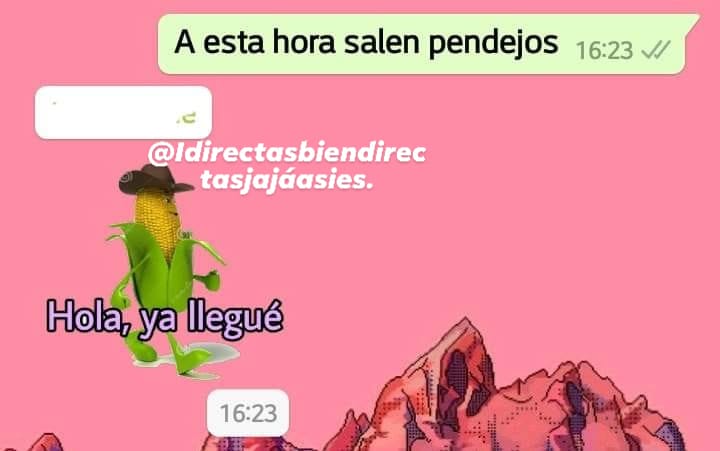 A esta hora salen pendejos 16:23
@Idirectasbiendirec
tasjajáasies.
Hola, ya llegué
16:23